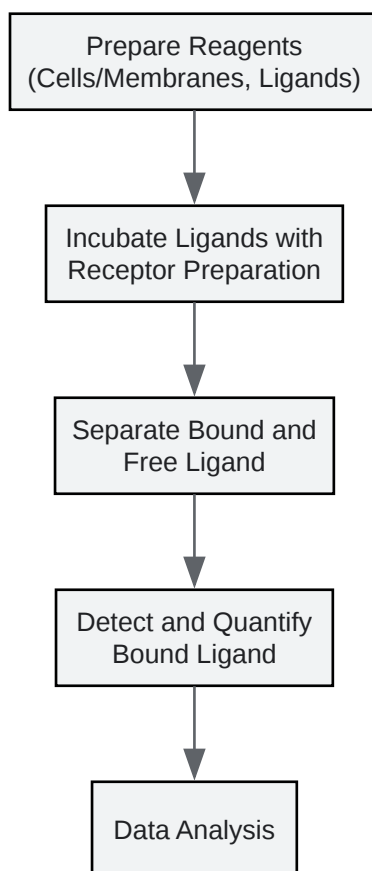 Prepare Reagents
(Cells/Membranes, Ligands)
Incubate Ligands with
Receptor Preparation
Separate Bound and
Free Ligand
Detect and Quantify
Bound Ligand
Data Analysis